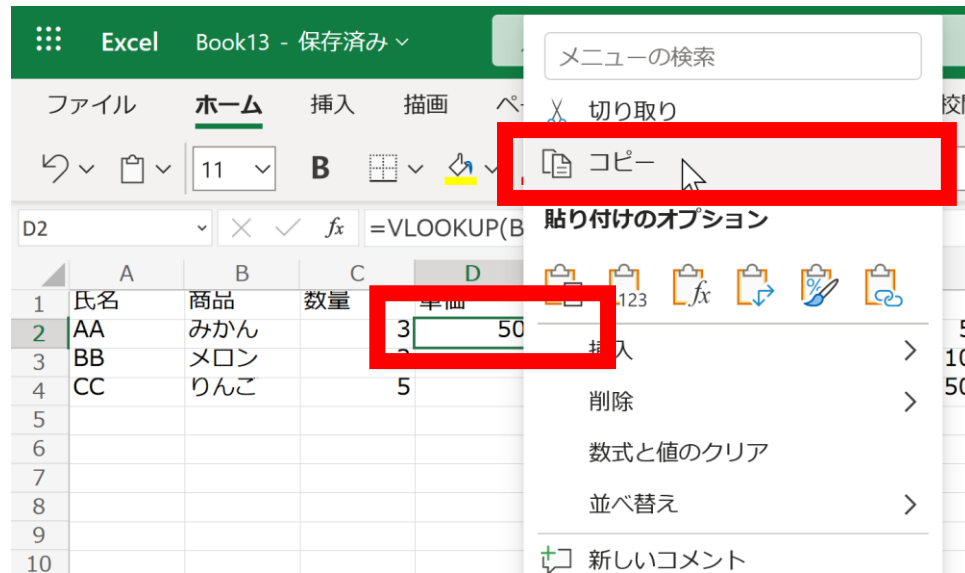 Excel Book13 - 保存済み
メニューの検索
ファイル ホーム 挿入 描画
切り取り
11 B
コピー
D2 fx =VLOOKUP(B
貼り付けのオプション
123 fx %
A B C D
1 氏名 商品 数量 単価
2 AA みかん 3 50
挿入
3 BB メロン
10
4 CC りんご 5
50
削除
5
6
数式と値のクリア
7
8
並べ替え
9
10
新しいコメント